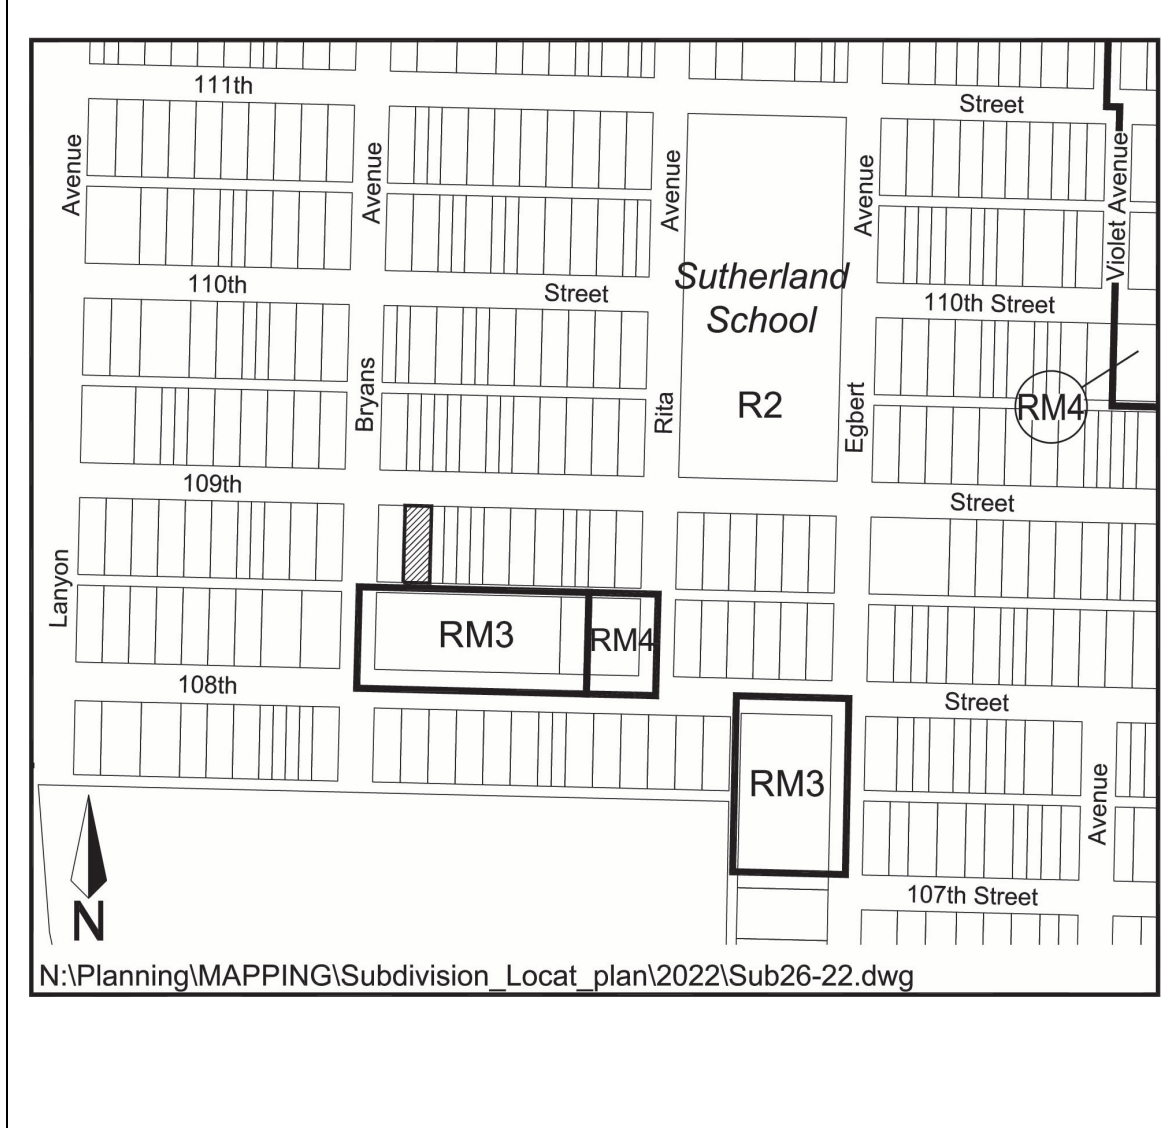 111th
Street
Avenue
Avenue
Avenue
Avenue
Violet Avenue
Sutherland
School
110th
Street
110th Street
Bryans
Rita
R2
Egbert
RM4
109th
Street
Lanyon
RM3
RM4
108th
Street
RM3
Avenue
107th Street
N
N:\Planning\MAPPING\Subdivision_Locat_plan\2022\Sub26-22.dwg